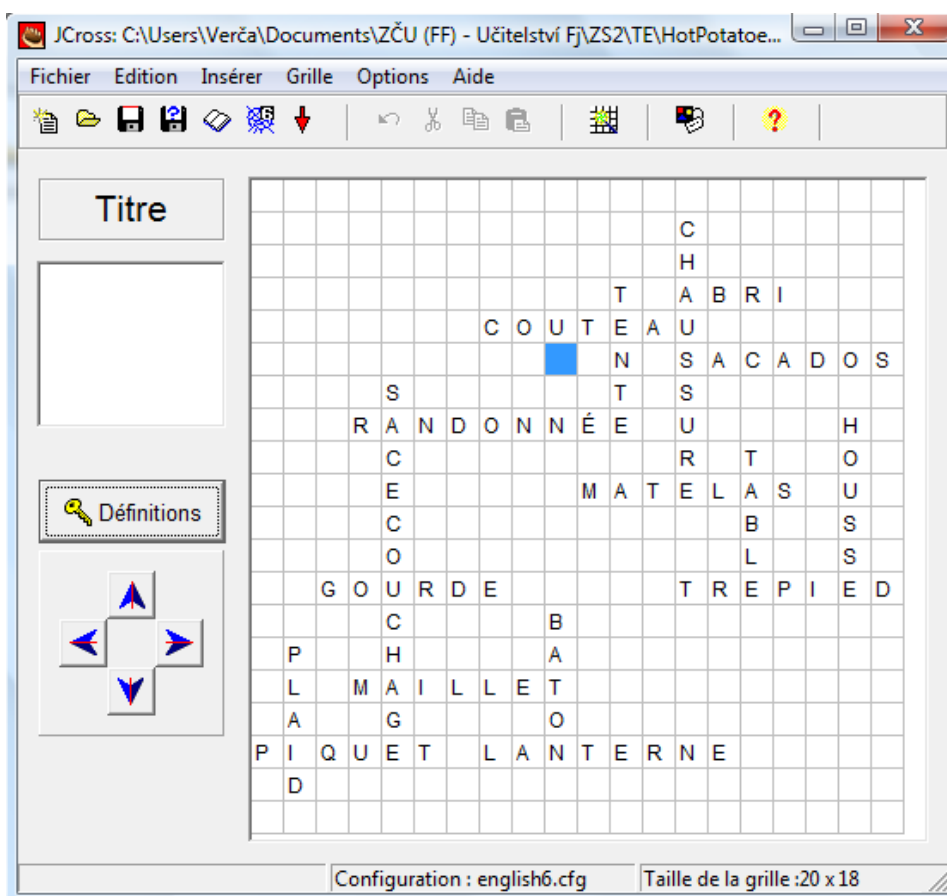 JCross: C:\Users\Verča\Documents\ZČU (FF) - Učitelství Fj\ZS2\TE\HotPotatoe...
Fichier Edition Insérer Grille Options Aide
Titre
C
H
T A B R I
C O U T E A U
N S A C A D O S
S T S
R A N D O N N É E U H
C R T O
E M A T E L A S U
C B S
O L S
G O U R D E T R E P I E D
C B
P H A
L M A I L L E T
A G O
P I Q U E T L A N T E R N E
D
Définitions
Configuration : english6.cfg Taille de la grille :20 x 18